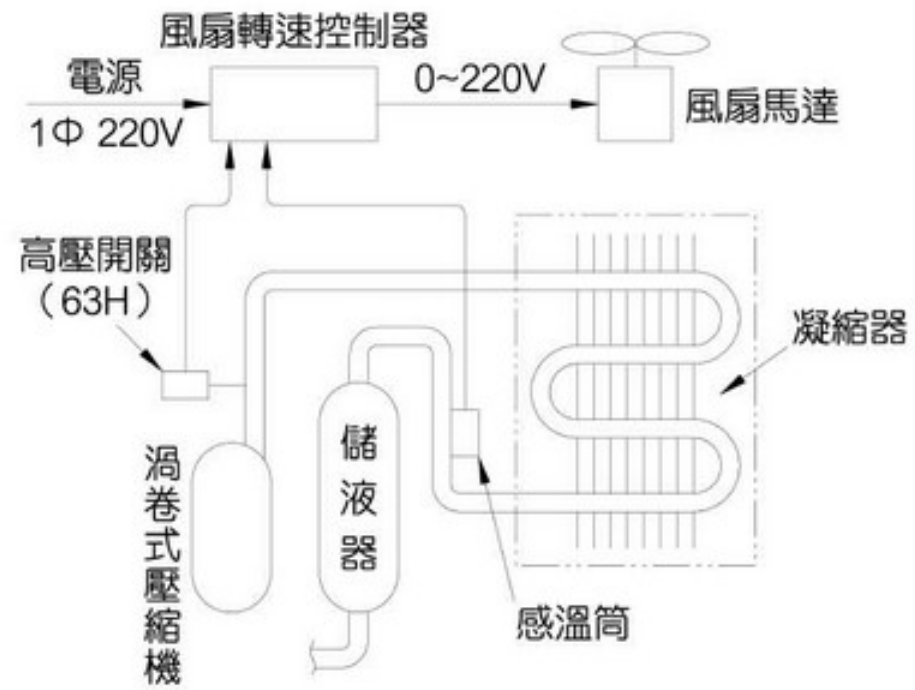 風扇轉速控制器
電源
1Φ 220V
0~220V
風扇馬達
高壓開關
（63H）
凝縮器
儲液器
渦卷式壓縮機
感溫筒